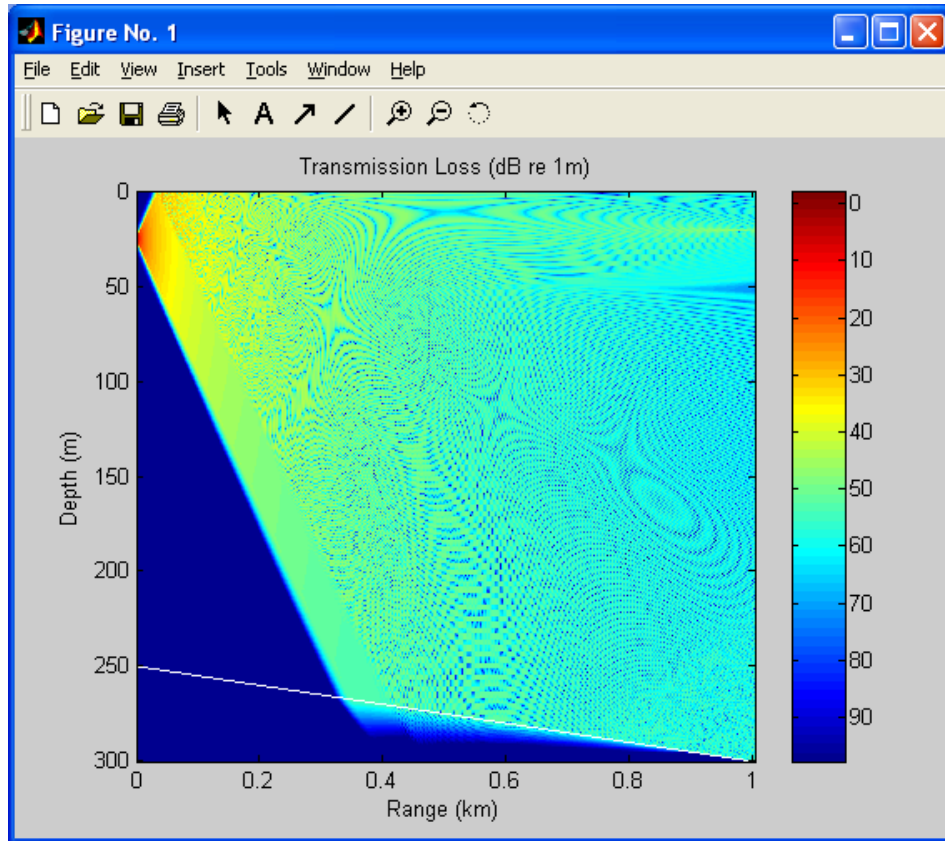 Figure No. 1
File Edit View Insert Tools Window Help
A
Transmission Loss (dB re 1m)
0
50
100
150
200
250
300
Depth (m)
0 0.2 0.4 0.6 0.8 1
Range (km)
0
10
20
30
40
50
60
70
80
90